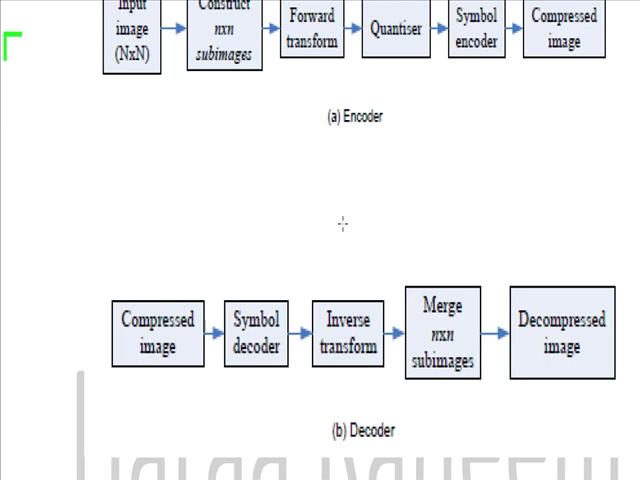 Input image (NxN)
Construct nxn subimages
Forward transform
Quantiser
Symbol encoder
Compressed image
(a) Encoder
Compressed image
Symbol decoder
Inverse transform
Merge nxn subimages
Decompressed image
(b) Decoder